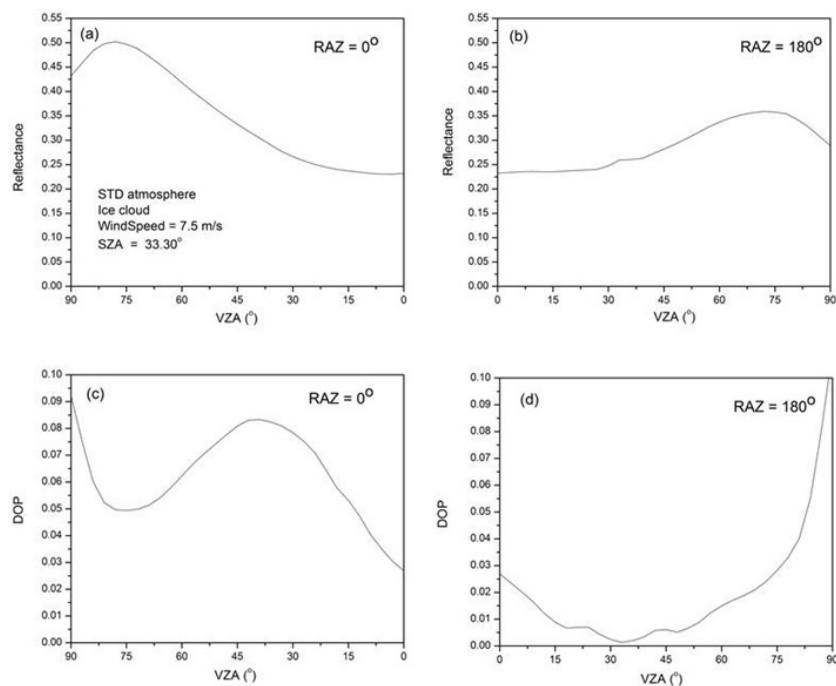 (a)
RAZ = 0°
0.55
0.50
0.45
0.40
0.35
0.30
0.25
0.20
0.15
0.10
0.05
0.00
Reflectance
STD atmosphere
Ice cloud
WindSpeed = 7.5 m/s
SZA = 33.30°
90 75 60 45 30 15 0
VZA (°)
(b)
RAZ = 180°
0.55
0.50
0.45
0.40
0.35
0.30
0.25
0.20
0.15
0.10
0.05
0.00
Reflectance
0 15 30 45 60 75 90
VZA (°)
(c)
RAZ = 0°
0.10
0.09
0.08
0.07
0.06
0.05
0.04
0.03
0.02
0.01
0.00
DOP
90 75 60 45 30 15 0
VZA (°)
(d)
RAZ = 180°
0.10
0.09
0.08
0.07
0.06
0.05
0.04
0.03
0.02
0.01
0.00
DOP
0 15 30 45 60 75 90
VZA (°)